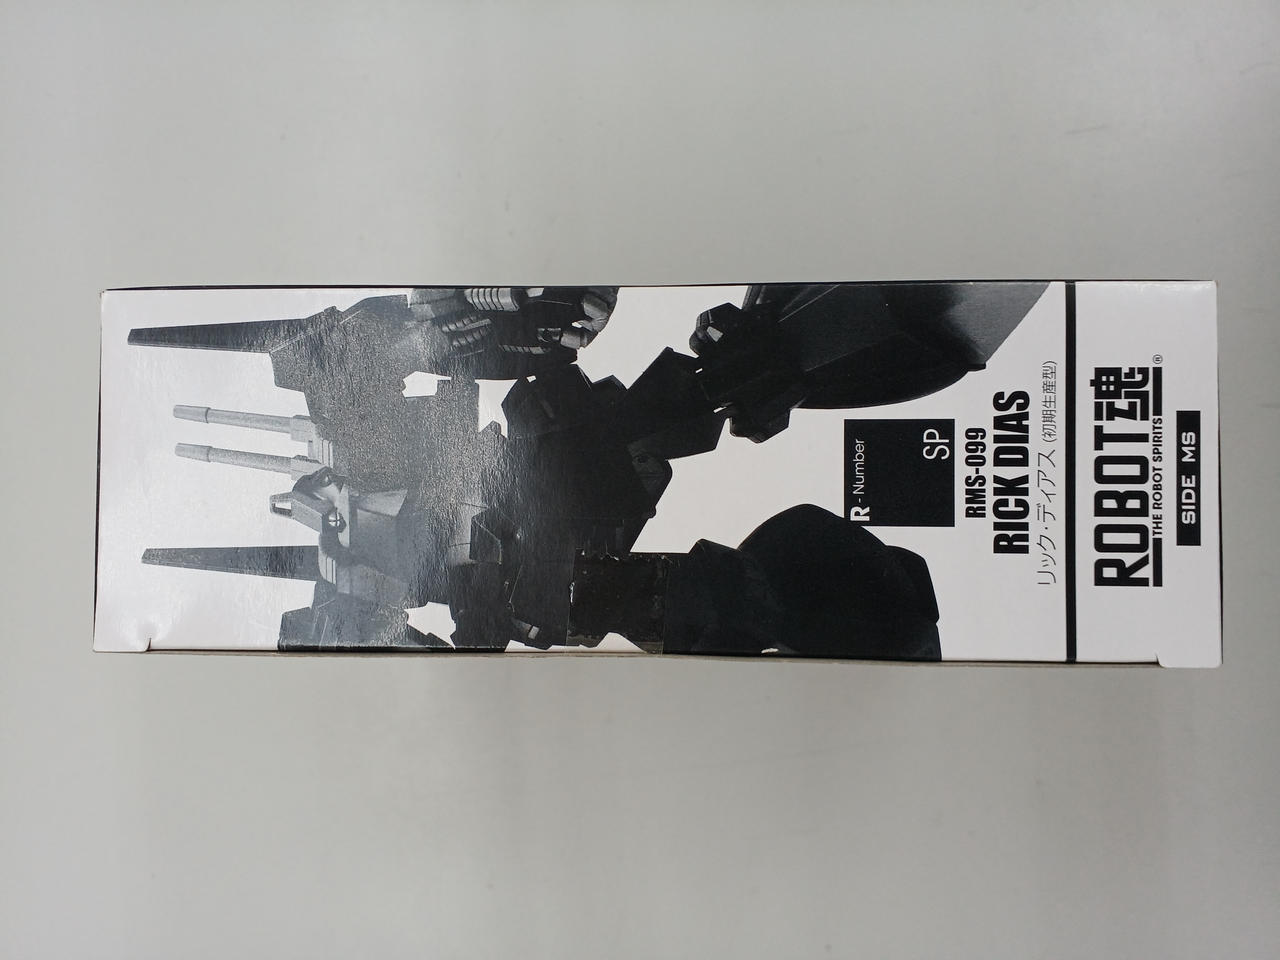 R-Number
SP
RMS-099
RICK DIAS
リック・ディアス (初期生産型)
ROBOT魂®
THE ROBOT SPIRITS
SIDE MS